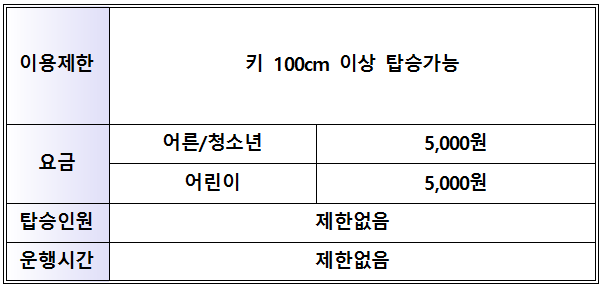 이용제한 키 100cm 이상 탑승가능
요금 어른/청소년 5,000원
어린이 5,000원
탑승인원 제한없음
운행시간 제한없음